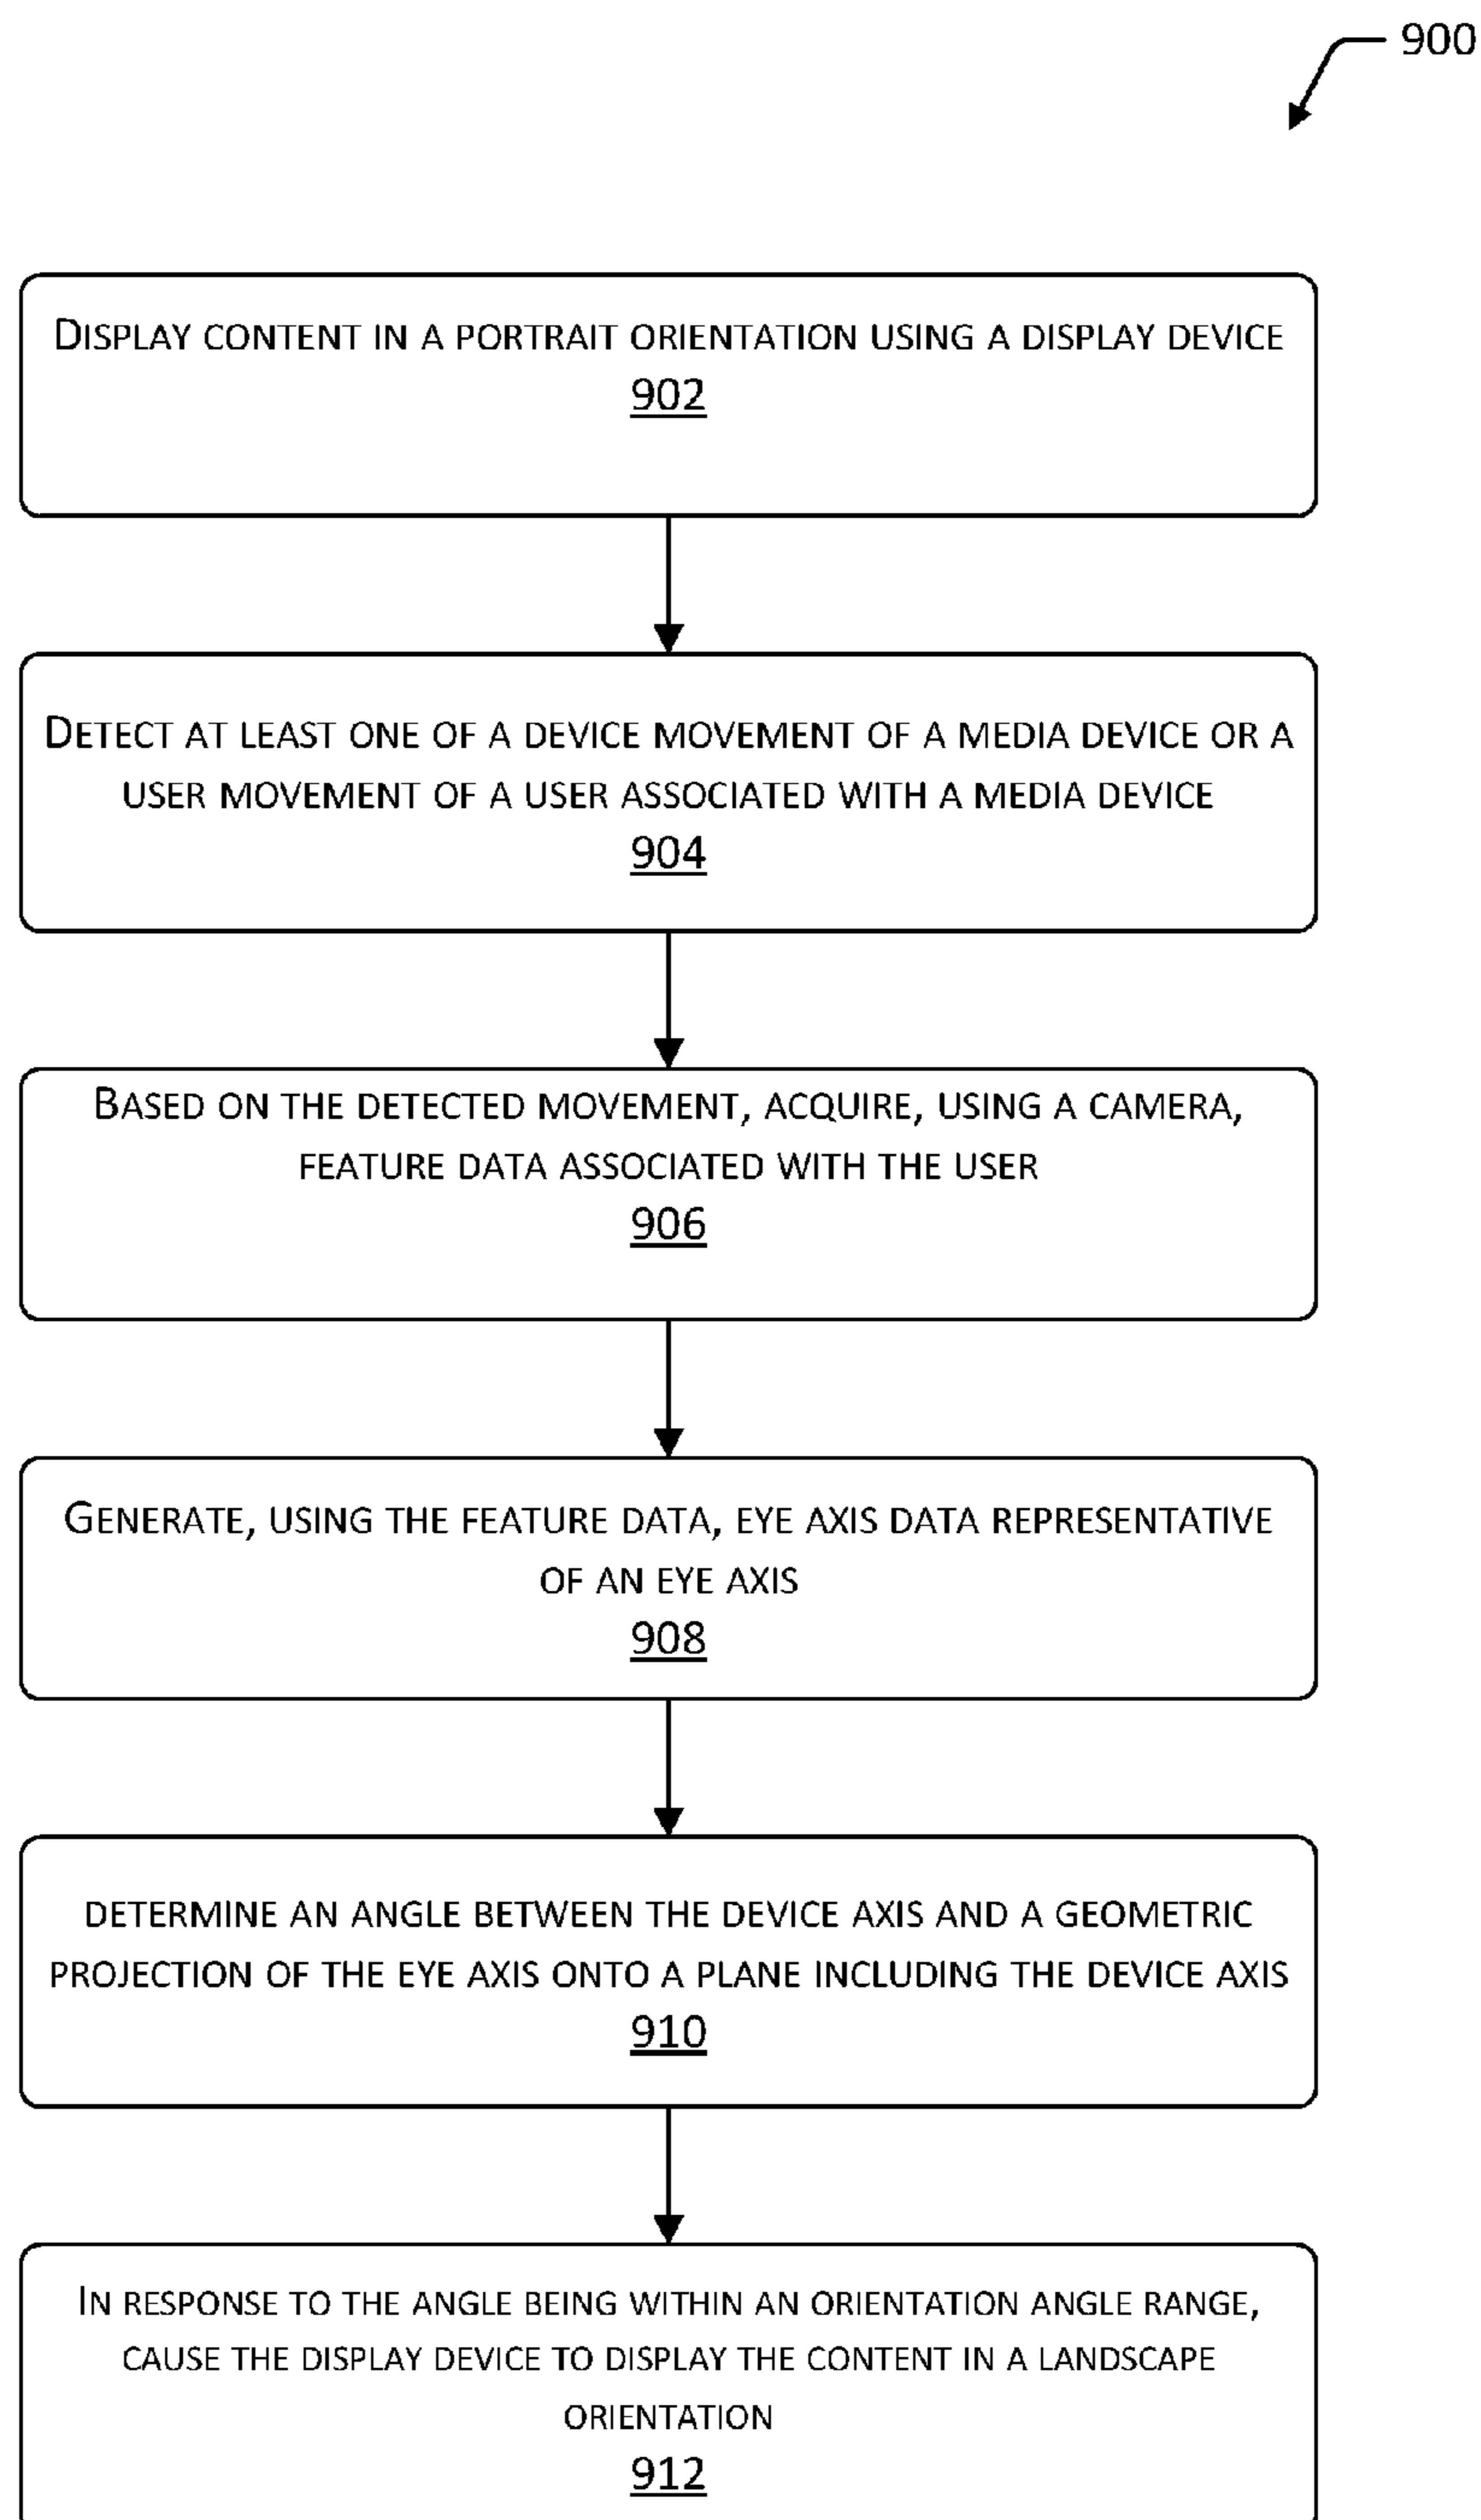 900
DISPLAY CONTENT IN A PORTRAIT ORIENTATION USING A DISPLAY DEVICE
902
DETECT AT LEAST ONE OF A DEVICE MOVEMENT OF A MEDIA DEVICE OR A
USER MOVEMENT OF A USER ASSOCIATED WITH A MEDIA DEVICE
904
BASED ON THE DETECTED MOVEMENT, ACQUIRE, USING A CAMERA,
FEATURE DATA ASSOCIATED WITH THE USER
906
GENERATE, USING THE FEATURE DATA, EYE AXIS DATA REPRESENTATIVE
OF AN EYE AXIS
908
DETERMINE AN ANGLE BETWEEN THE DEVICE AXIS AND A GEOMETRIC
PROJECTION OF THE EYE AXIS ONTO A PLANE INCLUDING THE DEVICE AXIS
910
IN RESPONSE TO THE ANGLE BEING WITHIN AN ORIENTATION ANGLE RANGE,
CAUSE THE DISPLAY DEVICE TO DISPLAY THE CONTENT IN A LANDSCAPE
ORIENTATION
912